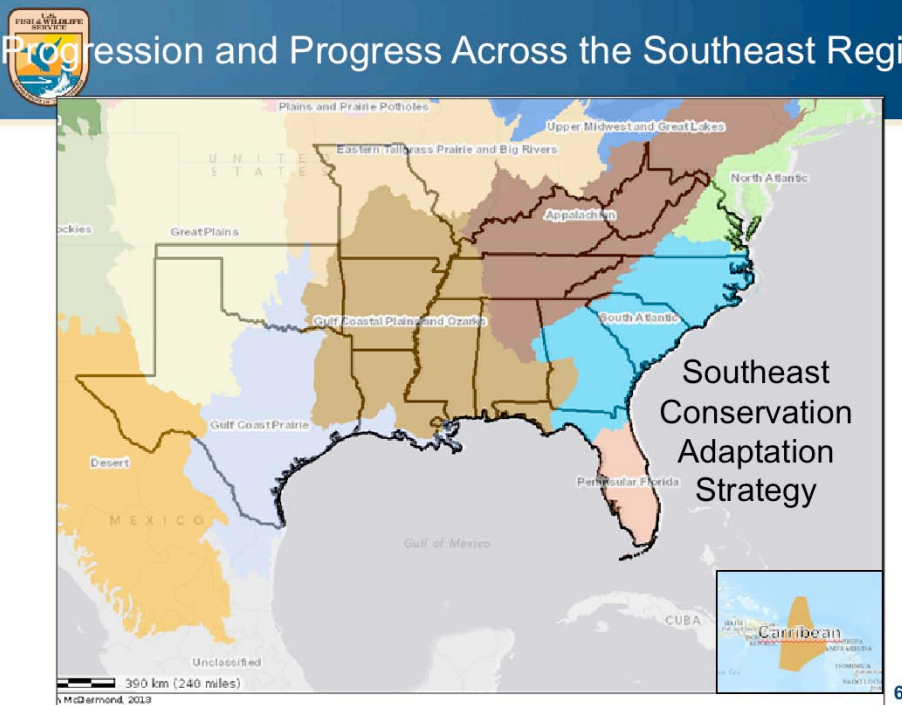 U.S.
FISH & WILDLIFE
SERVICE
Progression and Progress Across the Southeast Regi
Plains and Prairie Potholes
Upper Midwest and Great Lakes
Eastern Tallgrass Prairie and Big Rivers
UNITED
STATES
North Atlantic
Appalachian
ockies
Great Plains
Gulf Coastal Plains and Ozarks
South Atlantic
Southeast
Conservation
Adaptation
Strategy
Gulf Coast Prairie
Desert
Peninsular Florida
MEXICO
Gulf of Mexico
CUBA
Carribean
Unclassified
390 km (240 miles)
McDermond, 2013
6